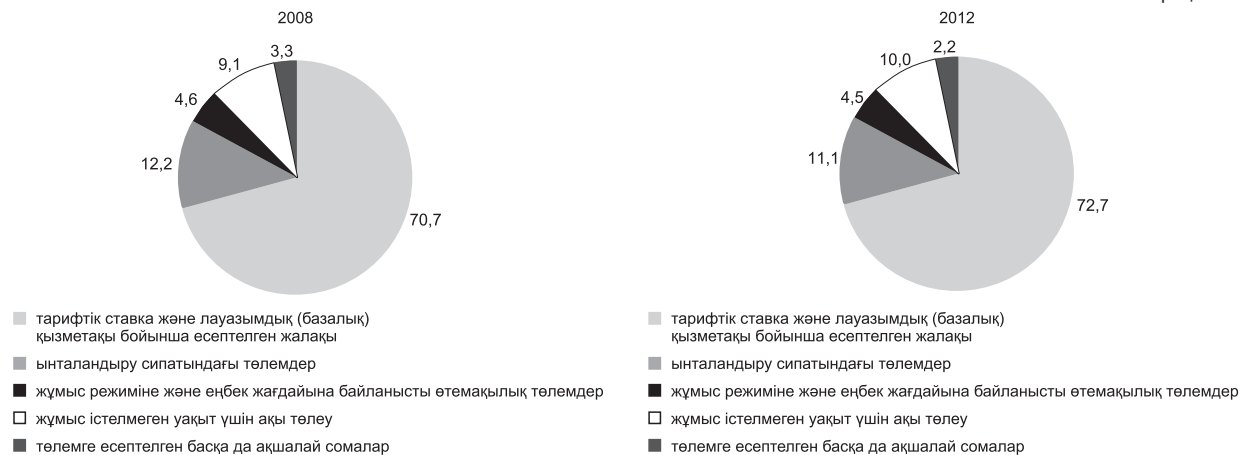 2008
3,3
9,1
4,6
12,2
70,7
тарифтік ставка және лауазымдық (базалық)
қызметақы бойынша есептелген жалақы
ынталандыру сипатындағы төлемдер
жұмыс режиміне және еңбек жағдайына байланысты өтемақылық төлемдер
жұмыс істелмеген уақыт үшін ақы төлеу
төлемге есептелген басқа да ақшалай сомалар
2012
2,2
10,0
4,5
11,1
72,7
тарифтік ставка және лауазымдық (базалық)
қызметақы бойынша есептелген жалақы
ынталандыру сипатындағы төлемдер
жұмыс режиміне және еңбек жағдайына байланысты өтемақылық төлемдер
жұмыс істелмеген уақыт үшін ақы төлеу
төлемге есептелген басқа да ақшалай сомалар